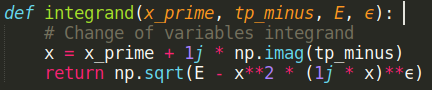 def integrand(x_prime, tp_minus, E, ϵ):
    # Change of variables integrand
    x = x_prime + 1j * np.imag(tp_minus)
    return np.sqrt(E - x**2 * (1j * x)**ϵ)